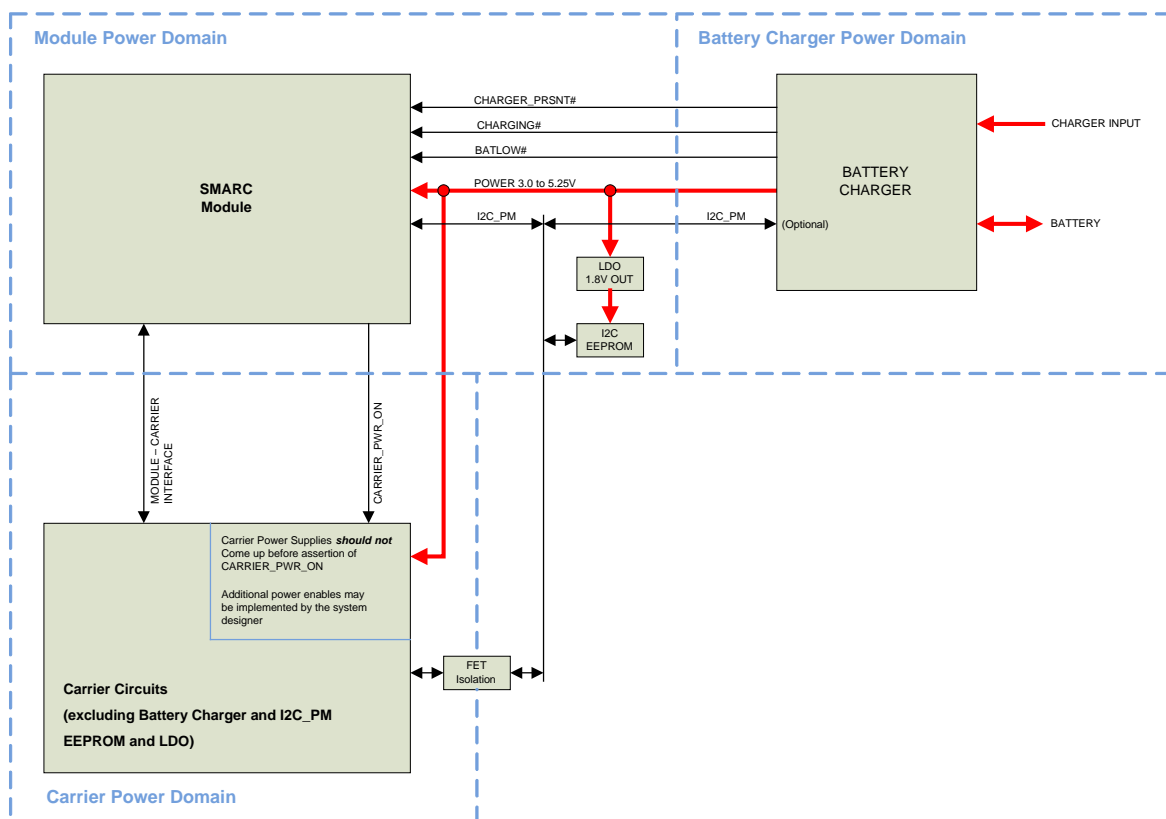 Module Power Domain
Battery Charger Power Domain
CHARGER_PRSNT#
CHARGING#
BATLOW#
POWER 3.0 to 5.25V
I2C_PM
I2C_PM
SMARC
Module
BATTERY
CHARGER
(Optional)
CHARGER INPUT
BATTERY
LDO
1.8V OUT
I2C
EEPROM
MODULE – CARRIER
INTERFACE
CARRIER_PWR_ON
Carrier Power Supplies should not
Come up before assertion of
CARRIER_PWR_ON
Additional power enables may
be implemented by the system
designer
FET
Isolation
Carrier Circuits
(excluding Battery Charger and I2C_PM
EEPROM and LDO)
Carrier Power Domain